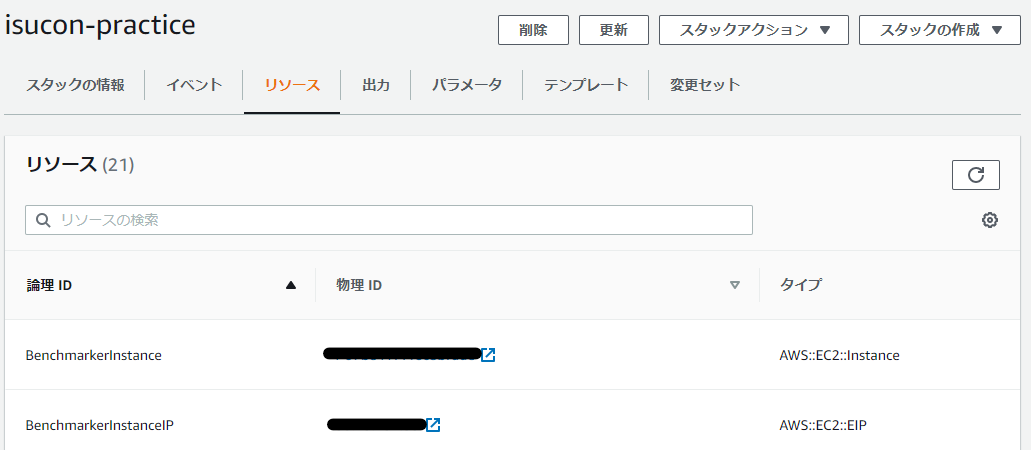 isucon-practice
削除
更新
スタックアクション
スタックの作成
スタックの情報
イベント
リソース
出力
パラメータ
テンプレート
変更セット
リソース (21)
リソースの検索
論理 ID
物理 ID
タイプ
BenchmarkerInstance
AWS::EC2::Instance
BenchmarkerInstanceIP
AWS::EC2::EIP